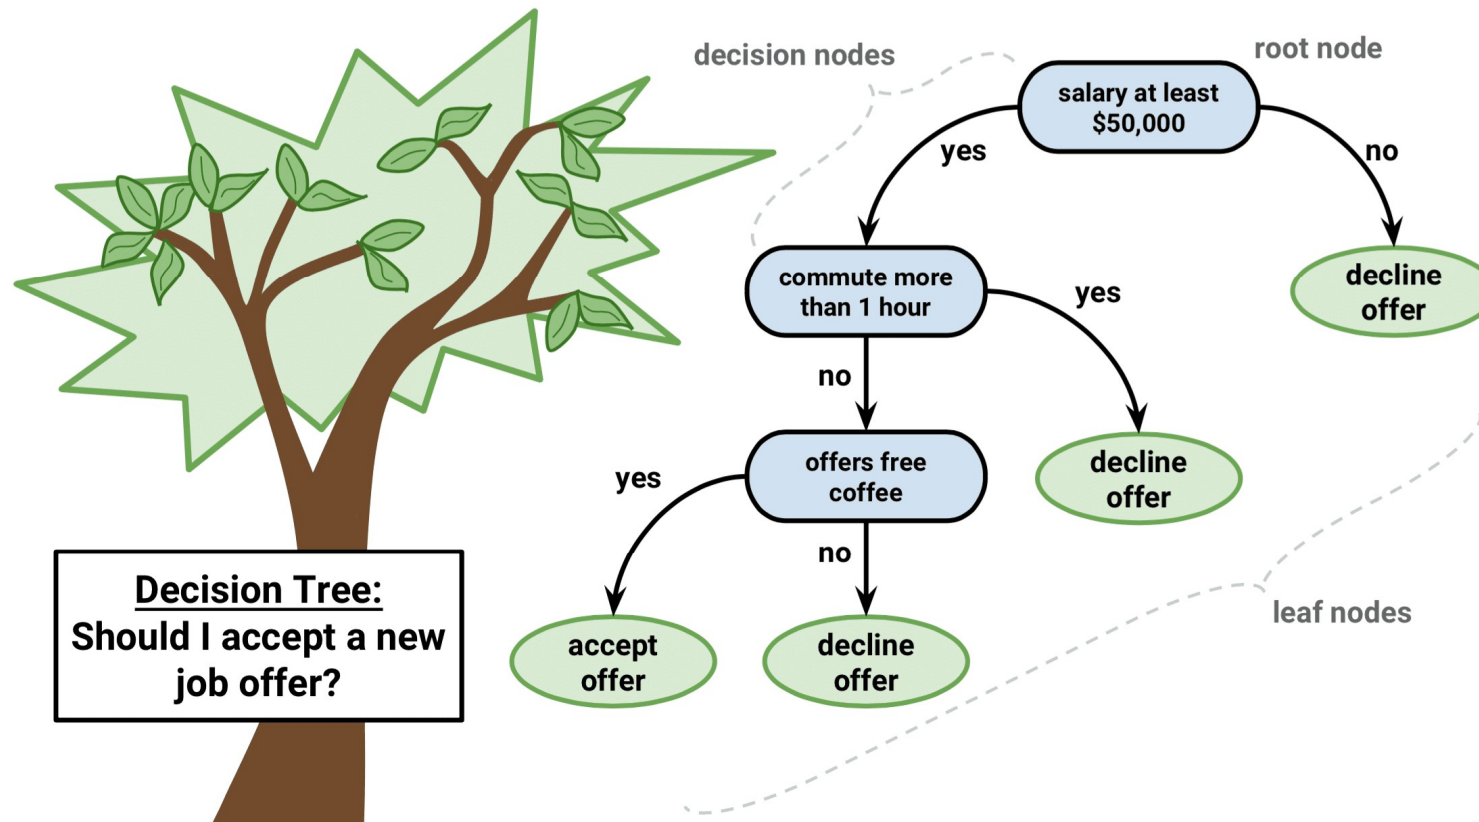 decision nodes
root node
salary at least
$50,000
yes
no
commute more
than 1 hour
decline
offer
yes
no
offers free
coffee
decline
offer
yes
no
accept
offer
decline
offer
leaf nodes
Decision Tree:
Should I accept a new
job offer?